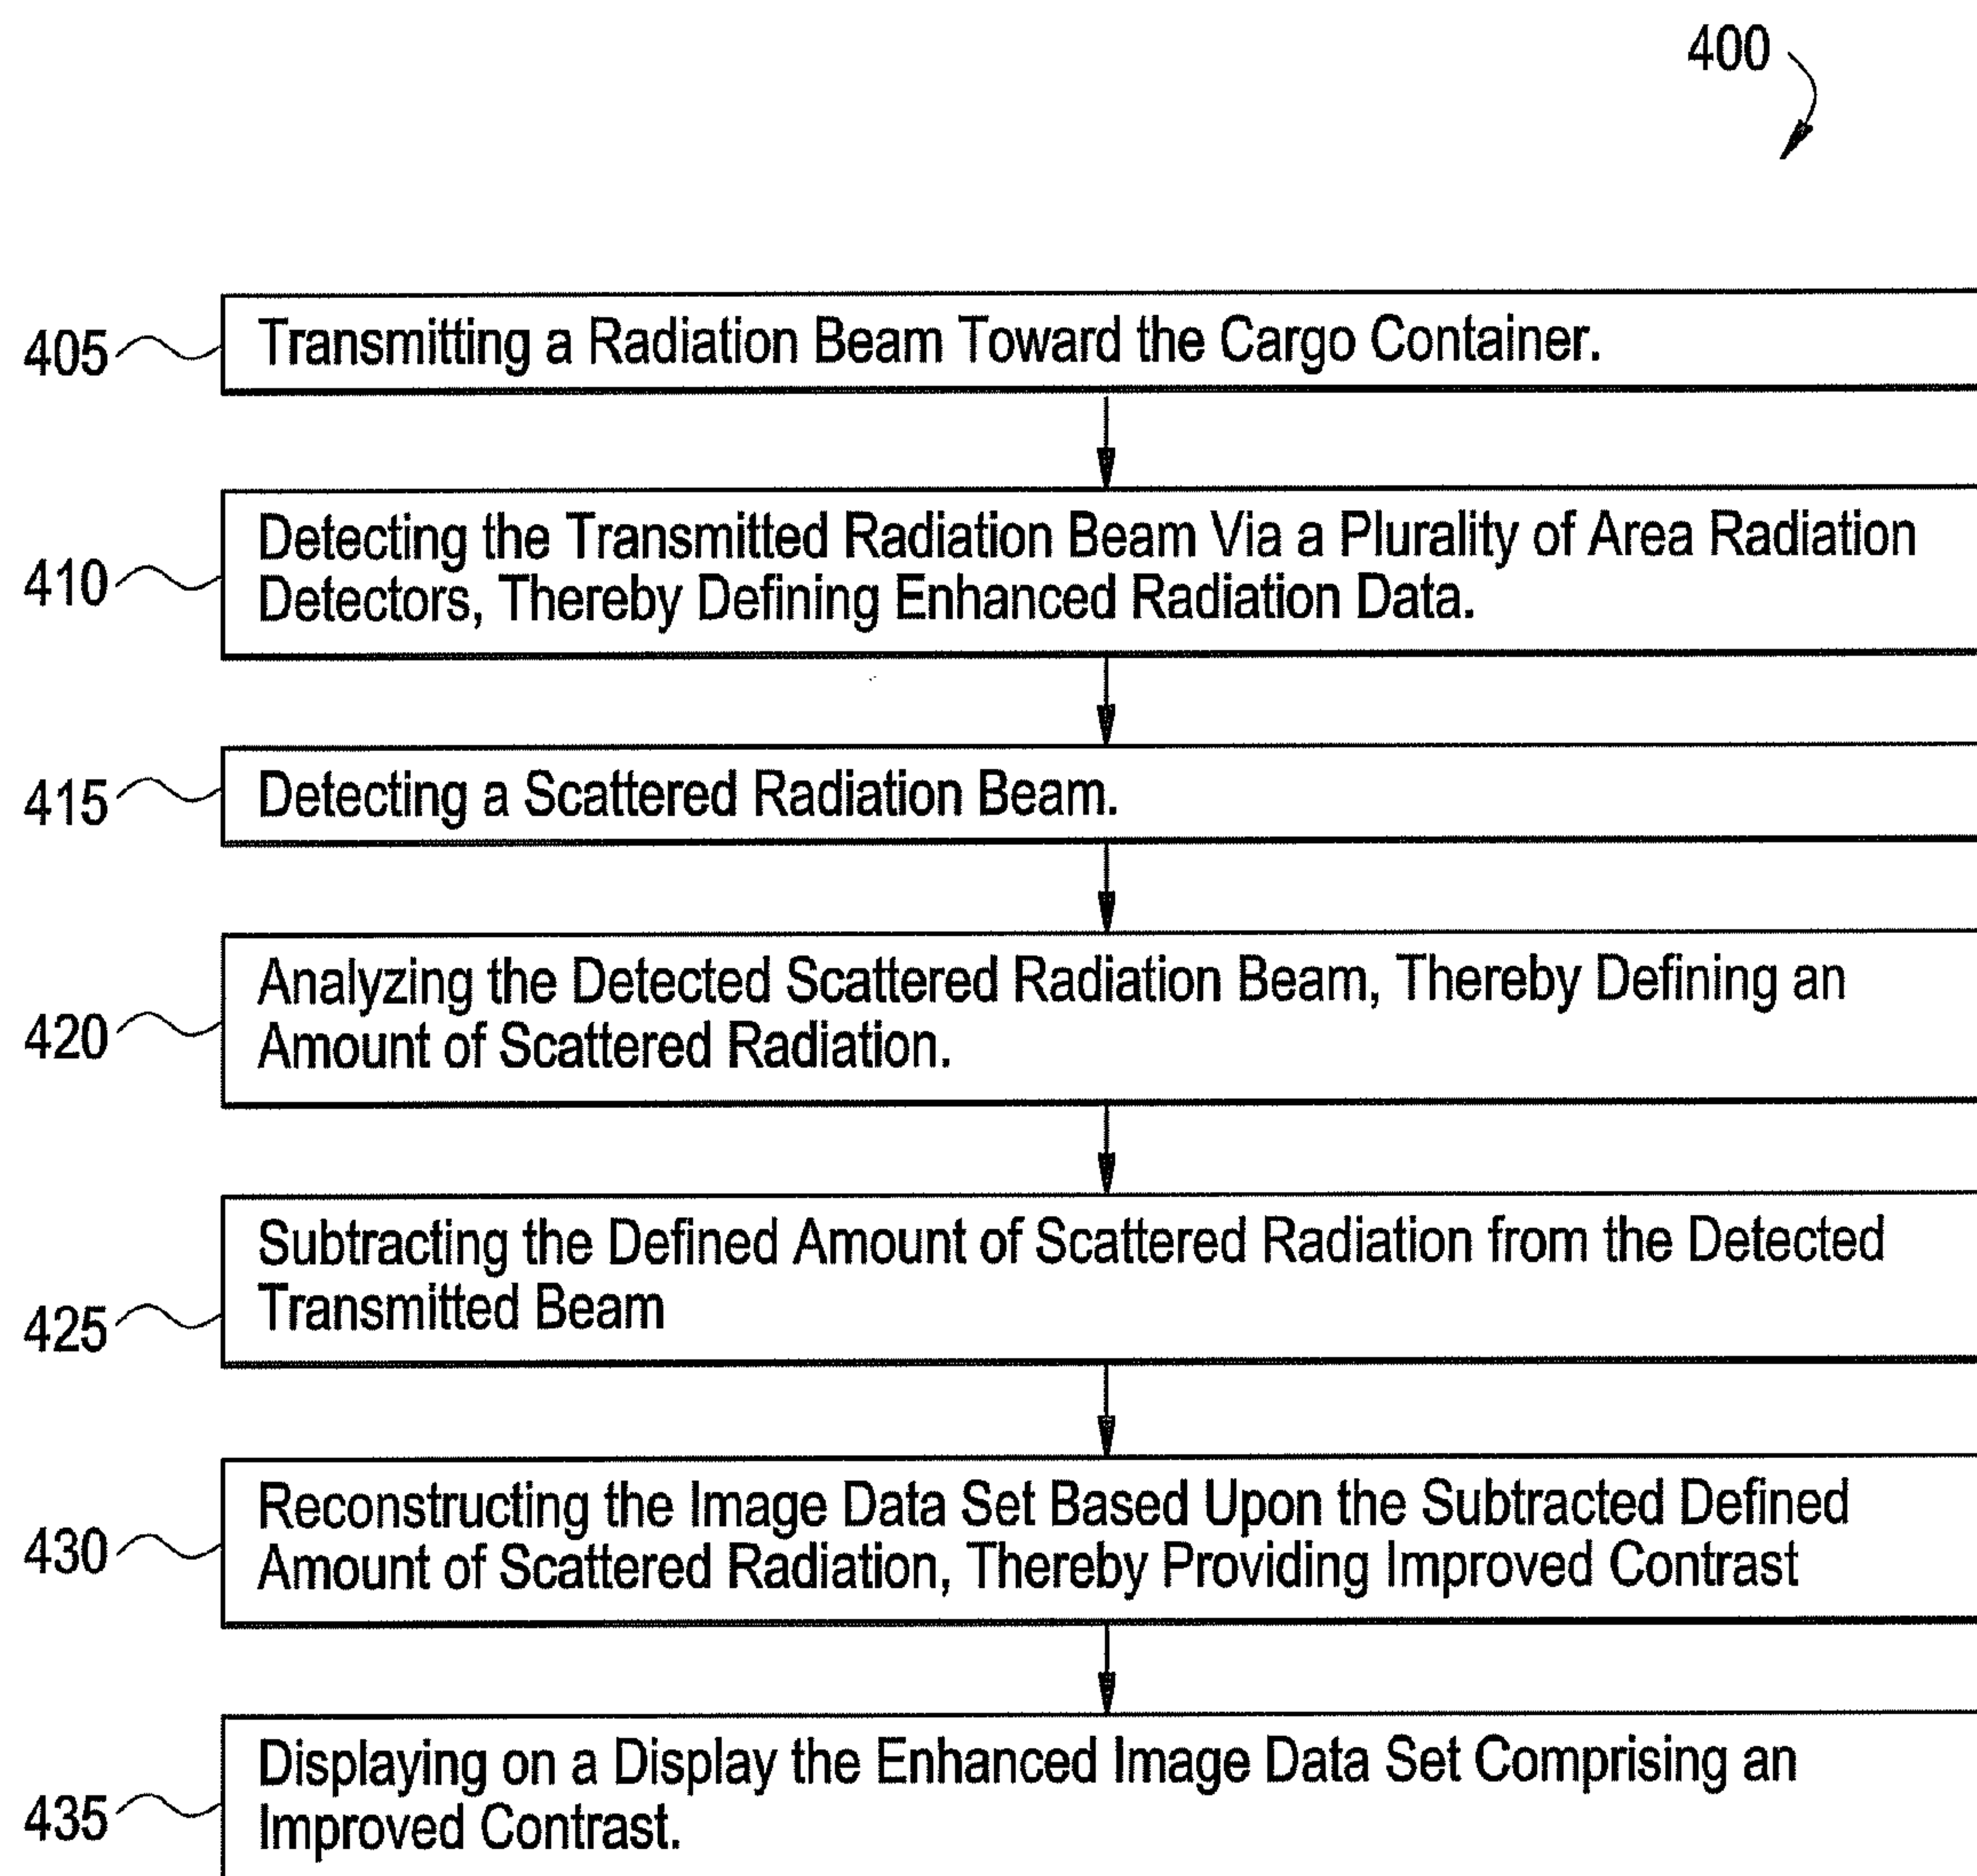 400
405
Transmitting a Radiation Beam Toward the Cargo Container.
410
Detecting the Transmitted Radiation Beam Via a Plurality of Area Radiation
Detectors, Thereby Defining Enhanced Radiation Data.
415
Detecting a Scattered Radiation Beam.
420
Analyzing the Detected Scattered Radiation Beam, Thereby Defining an
Amount of Scattered Radiation.
425
Subtracting the Defined Amount of Scattered Radiation from the Detected
Transmitted Beam
430
Reconstructing the Image Data Set Based Upon the Subtracted Defined
Amount of Scattered Radiation, Thereby Providing Improved Contrast
435
Displaying on a Display the Enhanced Image Data Set Comprising an
Improved Contrast.